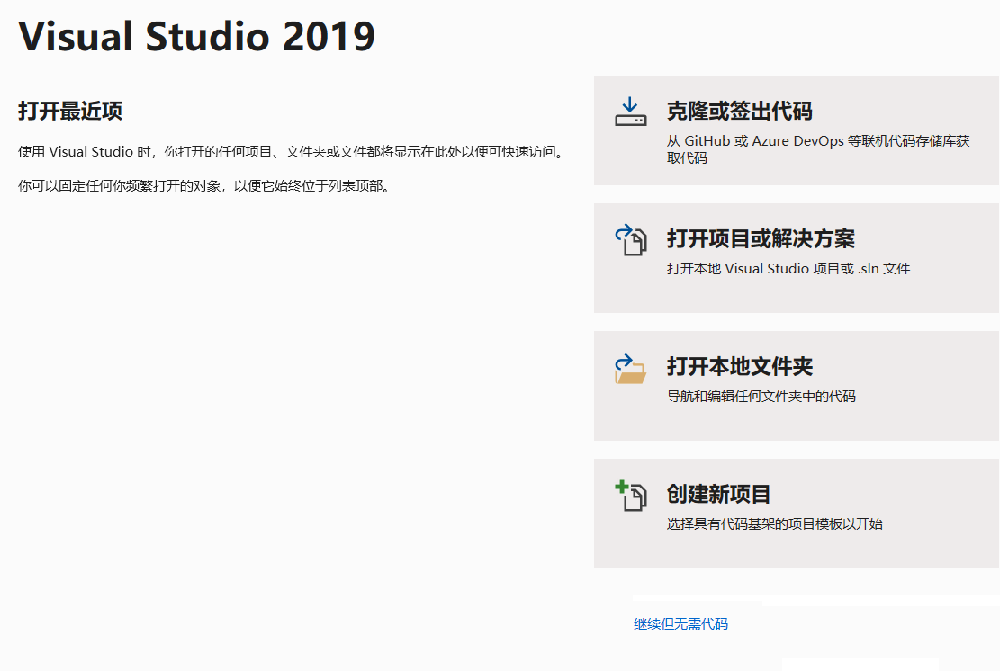 Visual Studio 2019
打开最近项
使用 Visual Studio 时，你打开的任何项目、文件夹或文件都将显示在此处以便可快速访问。
你可以固定任何你频繁打开的对象，以便它始终位于列表顶部。
克隆或签出代码
从 GitHub 或 Azure DevOps 等联机代码存储库获
取代码
打开项目或解决方案
打开本地 Visual Studio 项目或 .sln 文件
打开本地文件夹
导航和编辑任何文件夹中的代码
创建新项目
选择具有代码基架的项目模板以开始
继续但无需代码